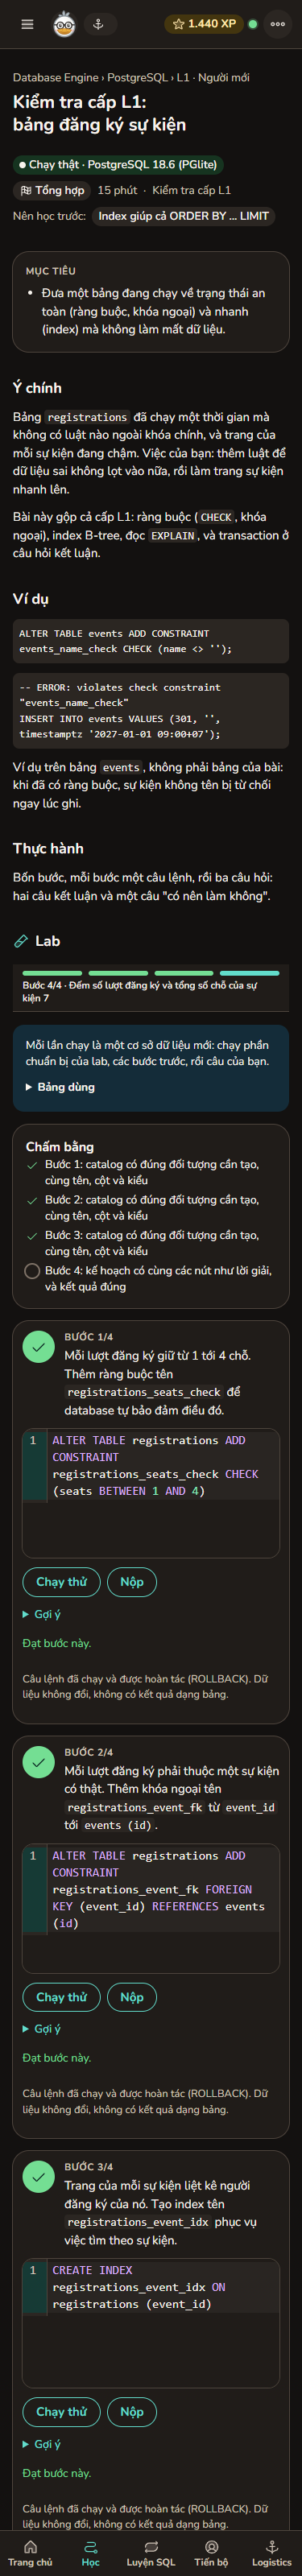 1.440 XP
Database Engine › PostgreSQL › L1 · Người mới
Kiểm tra cấp L1:
bảng đăng ký sự kiện
Chạy thật · PostgreSQL 18.6 (PGlite)
Tổng hợp 15 phút · Kiểm tra cấp L1
Nên học trước: Index giúp cả ORDER BY ... LIMIT
MỤC TIÊU
• Đưa một bảng đang chạy về trạng thái an
toàn (ràng buộc, khóa ngoại) và nhanh
(index) mà không làm mất dữ liệu.
Ý chính
Bảng registrations đã chạy một thời gian mà
không có luật nào ngoài khóa chính, và trang của
mỗi sự kiện đang chậm. Việc của bạn: thêm luật để
dữ liệu sai không lọt vào nữa, rồi làm trang sự kiện
nhanh lên.
Bài này gộp cả cấp L1: ràng buộc (CHECK, khóa
ngoại), index B-tree, đọc EXPLAIN, và transaction ở
câu hỏi kết luận.
Ví dụ
ALTER TABLE events ADD CONSTRAINT
events_name_check CHECK (name <> '');
-- ERROR: violates check constraint
"events_name_check"
INSERT INTO events VALUES (301, '',
timestamptz '2027-01-01 09:00+07');
Ví dụ trên bảng events, không phải bảng của bài:
khi đã có ràng buộc, sự kiện không tên bị từ chối
ngay lúc ghi.
Thực hành
Bốn bước, mỗi bước một câu lệnh, rồi ba câu hỏi:
hai câu kết luận và một câu "có nên làm không".
Lab
Bước 4/4 · Đếm số lượt đăng ký và tổng số chỗ của sự
kiện 7
Mỗi lần chạy là một cơ sở dữ liệu mới: chạy phần
chuẩn bị của lab, các bước trước, rồi câu của bạn.
▶ Bảng dùng
Chấm bằng
Bước 1: catalog có đúng đối tượng cần tạo,
cùng tên, cột và kiểu
Bước 2: catalog có đúng đối tượng cần tạo,
cùng tên, cột và kiểu
Bước 3: catalog có đúng đối tượng cần tạo,
cùng tên, cột và kiểu
Bước 4: kế hoạch có cùng các nút như lời giải,
và kết quả đúng
BƯỚC 1/4
Mỗi lượt đăng ký giữ từ 1 tới 4 chỗ.
Thêm ràng buộc tên
registrations_seats_check để
database tự bảo đảm điều đó.
1 ALTER TABLE registrations ADD
CONSTRAINT
registrations_seats_check CHECK
(seats BETWEEN 1 AND 4)
Chạy thử Nộp
▶ Gợi ý
Đạt bước này.
Câu lệnh đã chạy và được hoàn tác (ROLLBACK). Dữ
liệu không đổi, không có kết quả dạng bảng.
BƯỚC 2/4
Mỗi lượt đăng ký phải thuộc một sự kiện
có thật. Thêm khóa ngoại tên
registrations_event_fk từ event_id
tới events (id).
1 ALTER TABLE registrations ADD
CONSTRAINT
registrations_event_fk FOREIGN
KEY (event_id) REFERENCES events
(id)
Chạy thử Nộp
▶ Gợi ý
Đạt bước này.
Câu lệnh đã chạy và được hoàn tác (ROLLBACK). Dữ
liệu không đổi, không có kết quả dạng bảng.
BƯỚC 3/4
Trang của mỗi sự kiện liệt kê người
đăng ký của nó. Tạo index tên
registrations_event_idx phục vụ
việc tìm theo sự kiện.
1 CREATE INDEX
registrations_event_idx ON
registrations (event_id)
Chạy thử Nộp
▶ Gợi ý
Đạt bước này.
Câu lệnh đã chạy và được hoàn tác (ROLLBACK). Dữ
liệu không đổi, không có kết quả dạng bảng.
Trang chủ Học Luyện SQL Tiến bộ Logistics